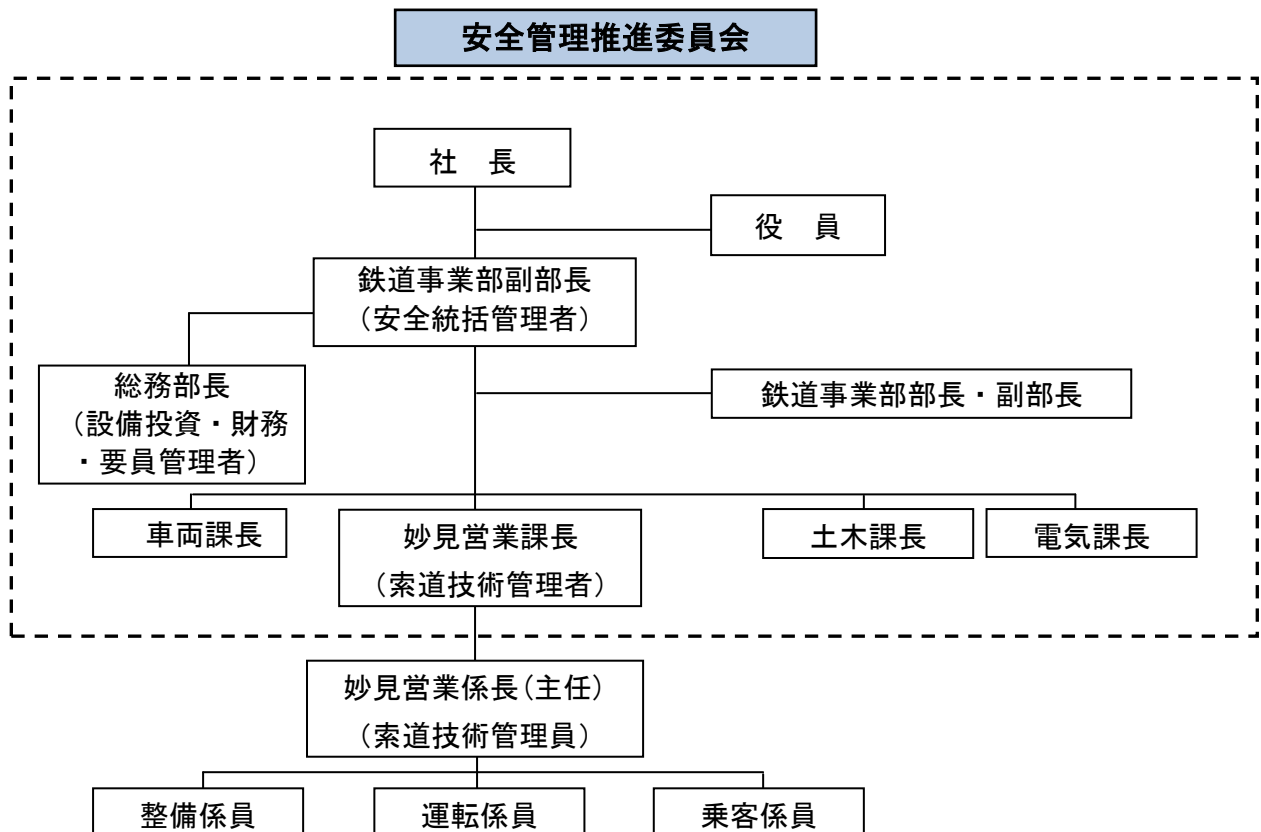 安全管理推進委員会
社　長
役　員
鉄道事業部副部長
（安全統括管理者）
総務部長
（設備投資・財務
・要員管理者）
鉄道事業部部長・副部長
車両課長
妙見営業課長
（索道技術管理者）
土木課長
電気課長
妙見営業係長（主任）
（索道技術管理員）
整備係員
運転係員
乗客係員